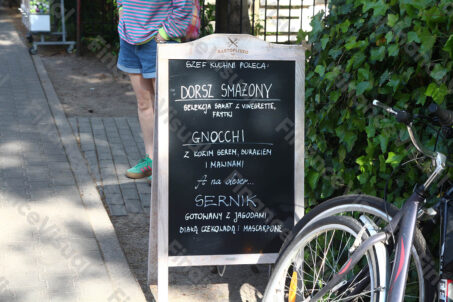 KARTOFLISKO
SZEF KUCHNI POLECA:
DORSZ SMAŻONY
SELEKCJA SAŁAT Z VINEGRETTE,
FRYTKI
GNOCCHI
Z KOZIM SEREM, BURAKIEM
I MALINAMI
A na deser...
SERNIK
GOTOWANY Z JAGODAMI
BIAŁĄ CZEKOLADĄ I MASCARPONE